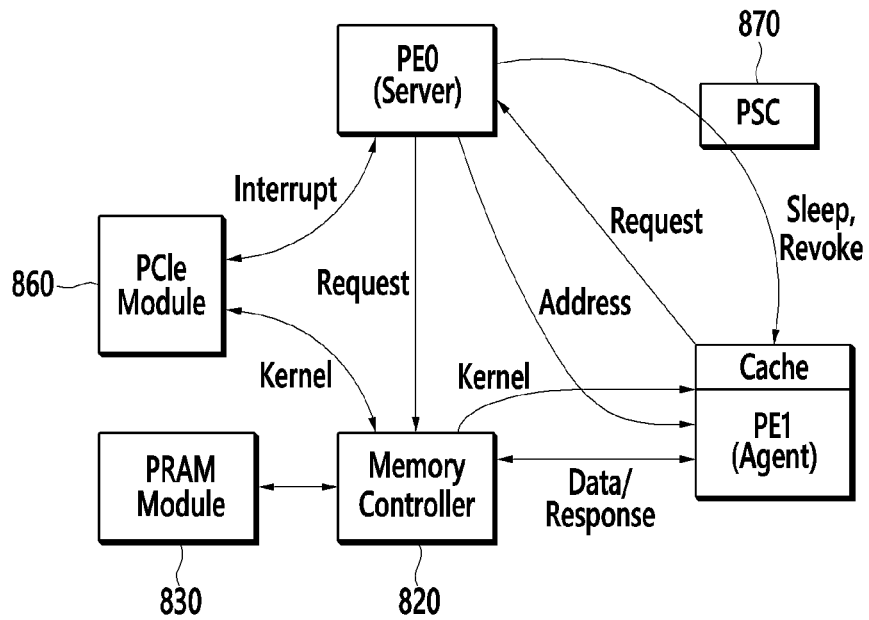 870
PE0
(Server)
PSC
Interrupt
Request
Sleep,
Revoke
860
PCIe
Module
Request
Address
Kernel
Kernel
Cache
PRAM
Module
Memory
Controller
PE1
(Agent)
Data/
Response
830
820